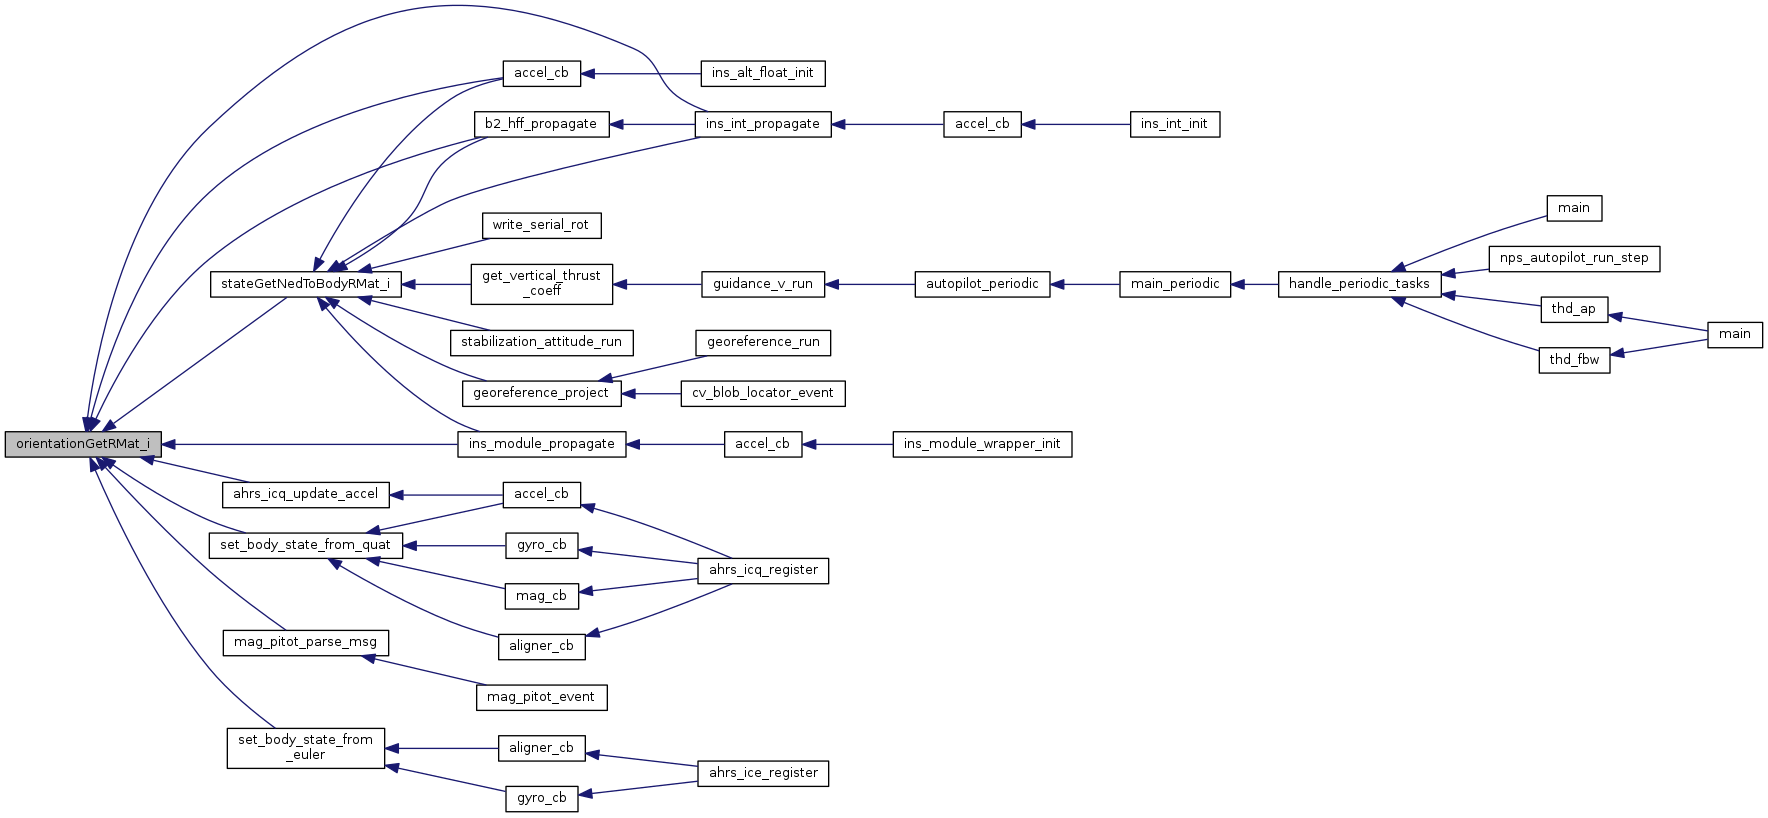 accel_cb
ins_alt_float_init
b2_hff_propagate
ins_int_propagate
accel_cb
ins_int_init
main
write_serial_rot
nps_autopilot_run_step
stateGetNedToBodyRMat_i
get_vertical_thrust
_coeff
guidance_v_run
autopilot_periodic
main_periodic
handle_periodic_tasks
thd_ap
main
stabilization_attitude_run
georeference_run
thd_fbw
georeference_project
cv_blob_locator_event
orientationGetRMat_i
ins_module_propagate
accel_cb
ins_module_wrapper_init
ahrs_icq_update_accel
accel_cb
set_body_state_from_quat
gyro_cb
ahrs_icq_register
mag_cb
aligner_cb
mag_pitot_parse_msg
mag_pitot_event
set_body_state_from
_euler
aligner_cb
ahrs_ice_register
gyro_cb